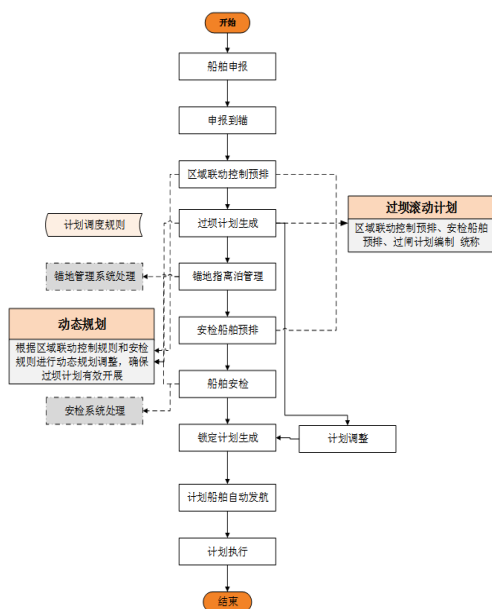 开始
船舶申报
申报到锚
区域联动控制预排
过坝滚动计划
区域联动控制预排、安检船舶
预排、过闸计划编制 统称
计划调度规则
过坝计划生成
锚地管理系统处理
锚地指离泊管理
动态规划
根据区域联动控制规则和安检
规则进行动态规划调整，确保
过坝计划有效开展
安检船舶预排
船舶安检
安检系统处理
锁定计划生成
计划调整
计划船舶自动发航
计划执行
结束